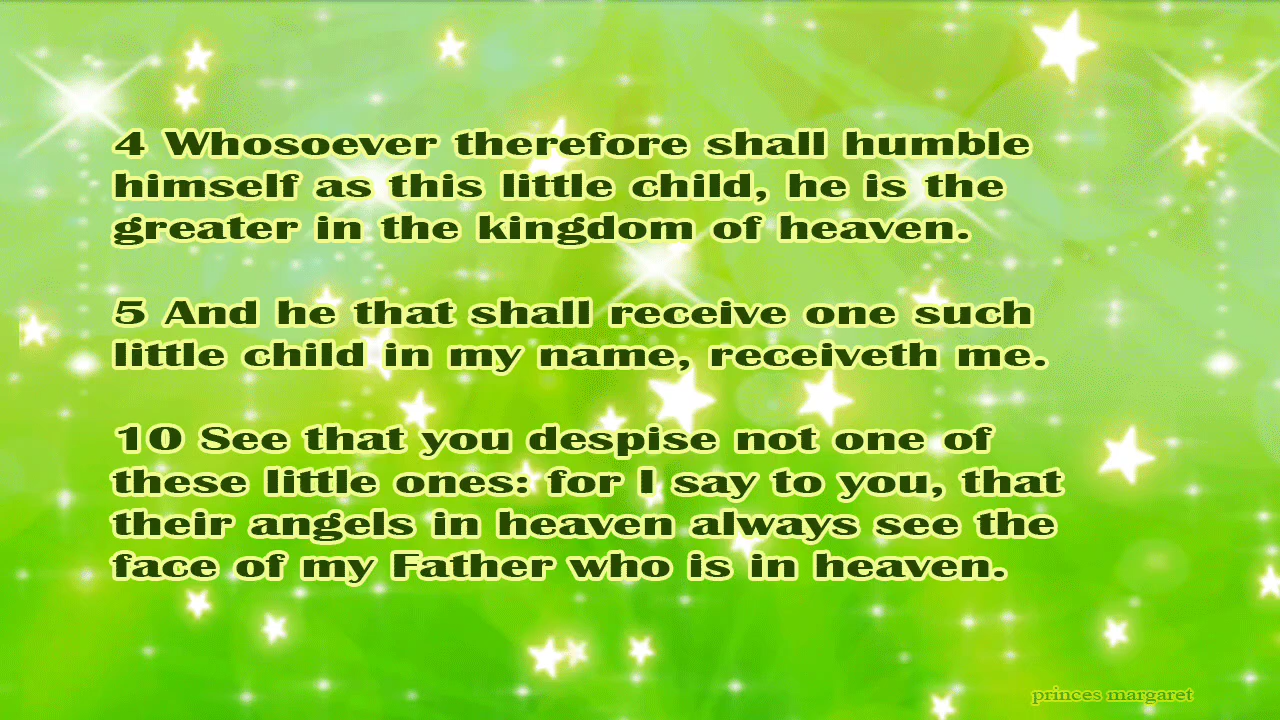 4 Whosoever therefore shall humble
himself as this little child, he is the
greater in the kingdom of heaven.
5 And he that shall receive one such
little child in my name, receiveth me.
10 See that you despise not one of
these little ones: for I say to you, that
their angels in heaven always see the
face of my Father who is in heaven.
princes margaret